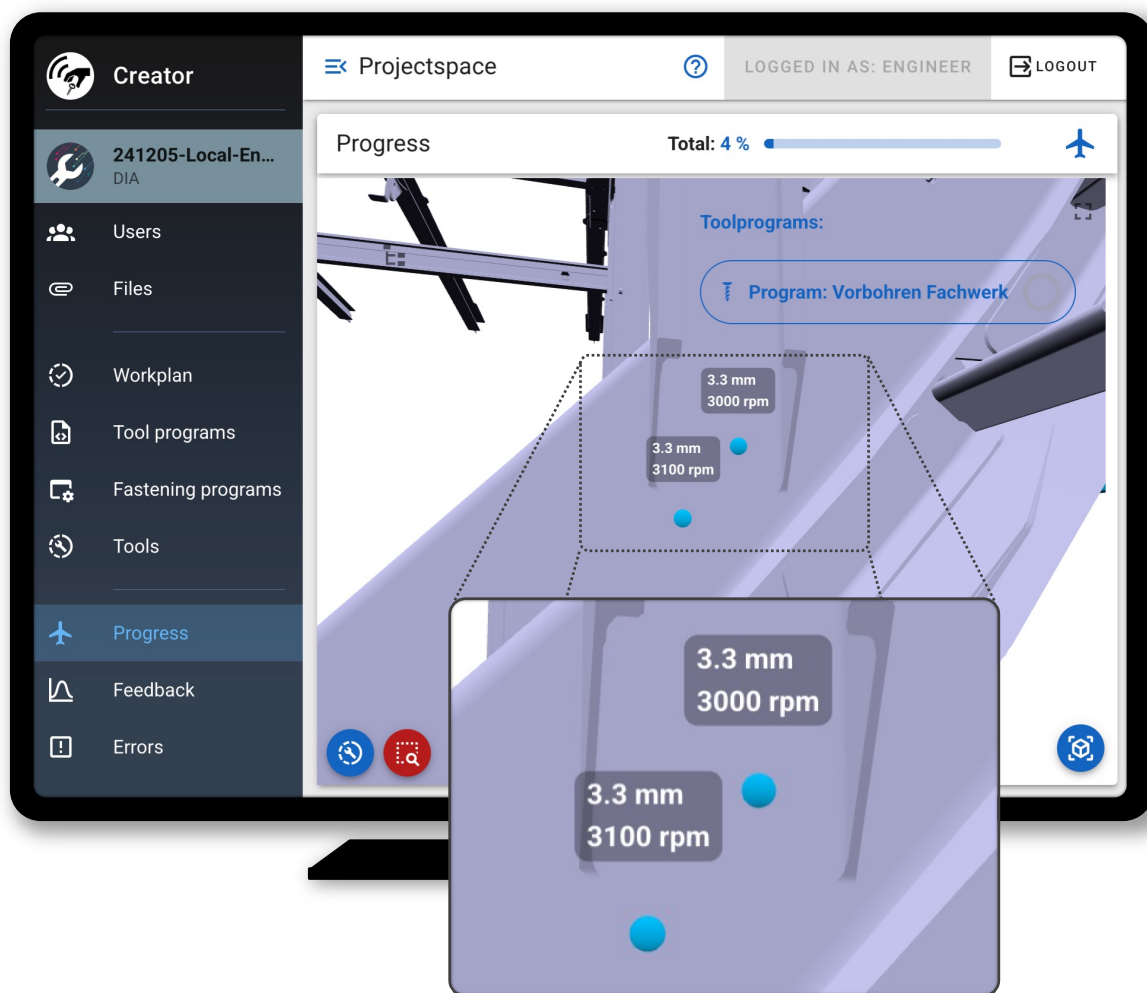 Creator
Projectspace
LOGGED IN AS: ENGINEER
LOGOUT
241205-Local-En...
DIA
Users
Files
Workplan
Tool programs
Fastening programs
Tools
Progress
Feedback
Errors
Progress
Total: 4 %
Toolprograms:
Program: Vorbohren Fachwerk
3.3 mm
3000 rpm
3.3 mm
3100 rpm
3.3 mm
3000 rpm
3.3 mm
3100 rpm